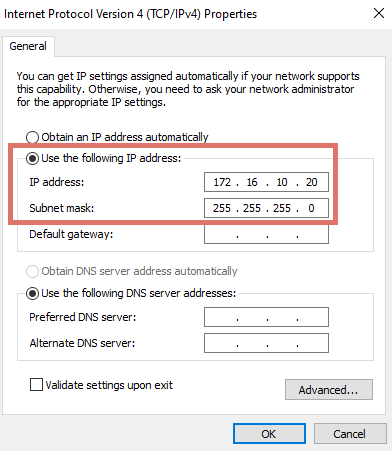 Internet Protocol Version 4 (TCP/IPv4) Properties
General
You can get IP settings assigned automatically if your network supports
this capability. Otherwise, you need to ask your network administrator
for the appropriate IP settings.
Obtain an IP address automatically
Use the following IP address:
IP address: 172 . 16 . 10 . 20
Subnet mask: 255 . 255 . 255 . 0
Default gateway: . . .
Obtain DNS server address automatically
Use the following DNS server addresses:
Preferred DNS server: . . .
Alternate DNS server: . . .
Validate settings upon exit
Advanced...
OK Cancel